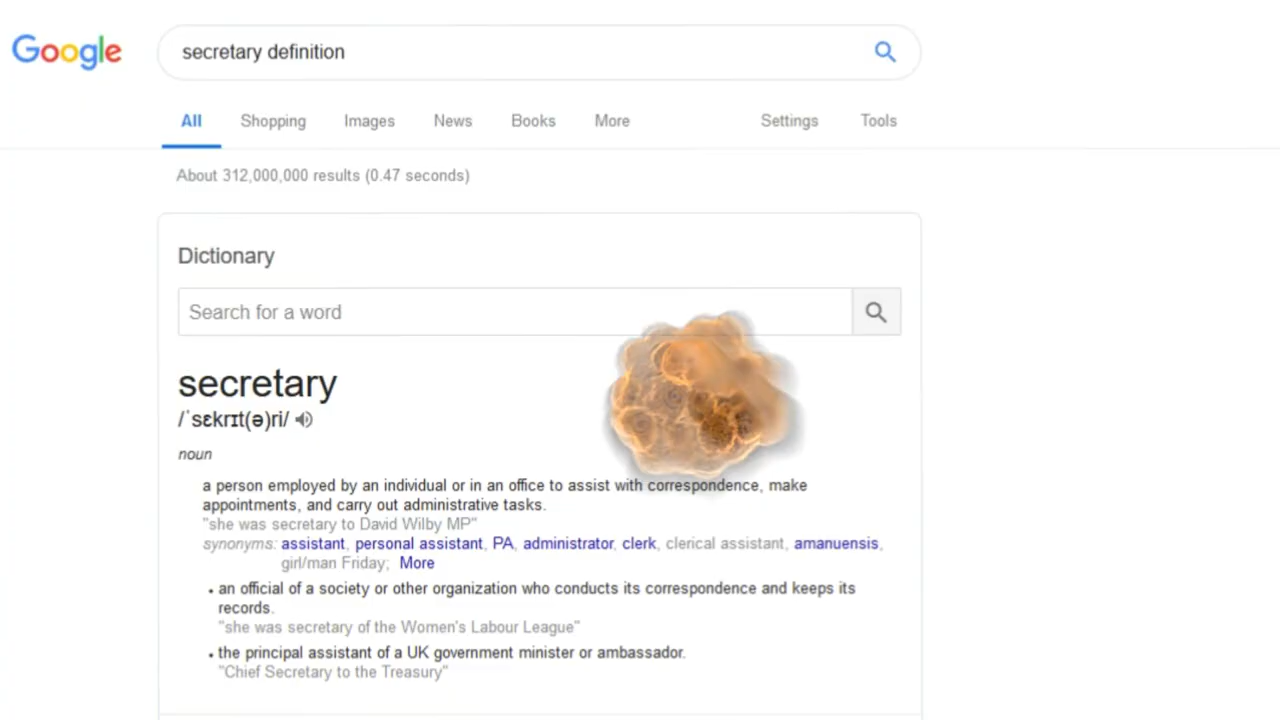 Google
secretary definition
All Shopping Images News Books More Settings Tools
About 312,000,000 results (0.47 seconds)
Dictionary
Search for a word
secretary
/ˈsɛkrɪt(ə)ri/
noun
a person employed by an individual or in an office to assist with correspondence, make
appointments, and carry out administrative tasks.
"she was secretary to David Wilby MP"
synonyms: assistant, personal assistant, PA, administrator, clerk, clerical assistant, amanuensis,
girl/man Friday; More
• an official of a society or other organization who conducts its correspondence and keeps its
records.
"she was secretary of the Women's Labour League"
• the principal assistant of a UK government minister or ambassador.
"Chief Secretary to the Treasury"